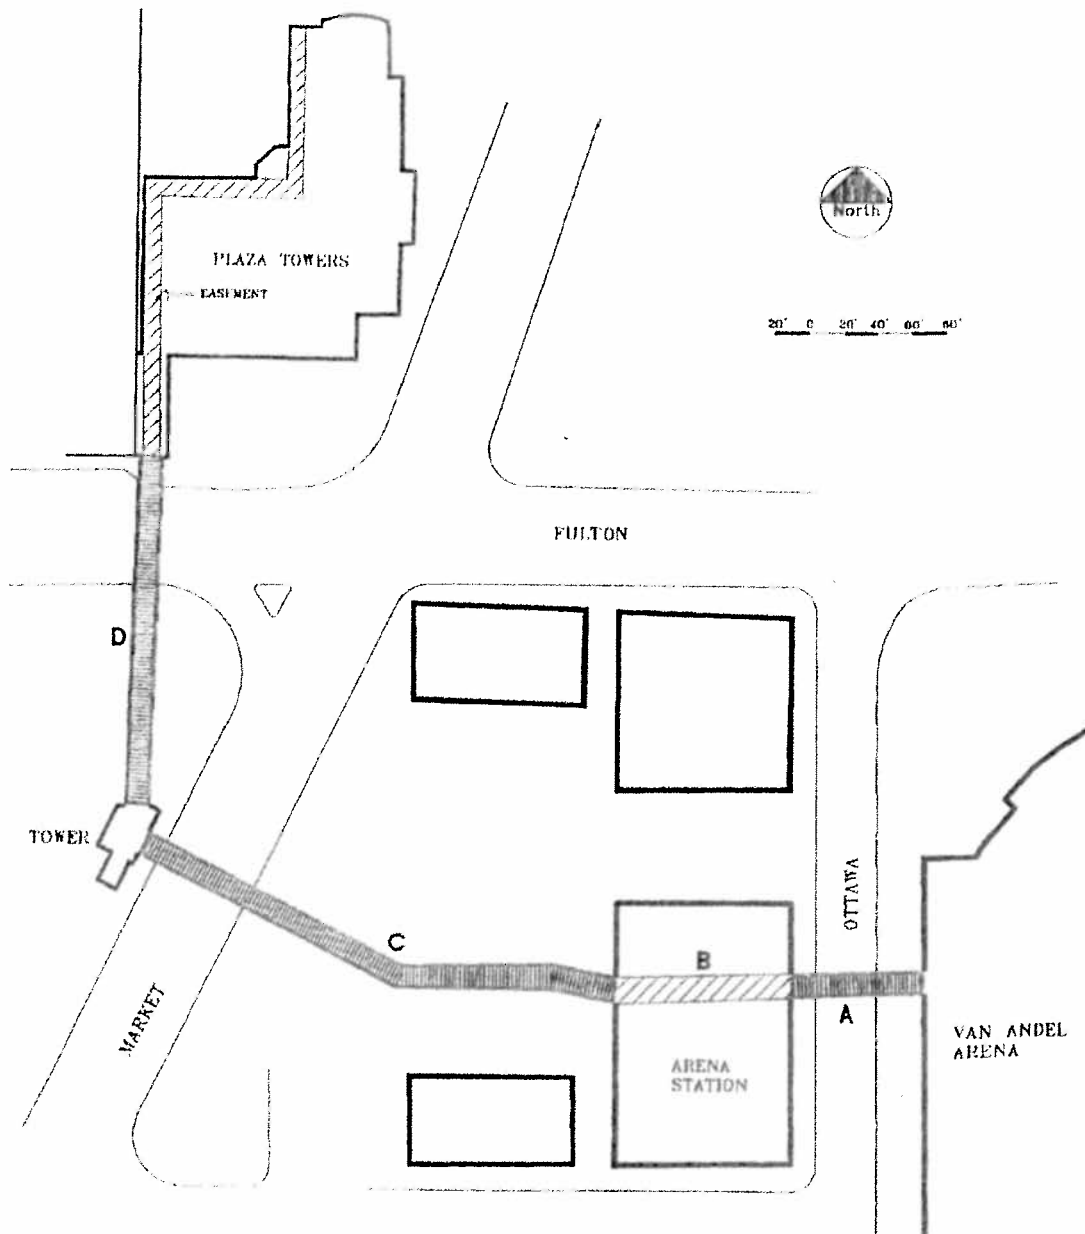 PLAZA TOWERS
EASEMENT
North
20' 0 20' 40' 60' 80'
FULTON
D
TOWER
OTTAWA
C
B
A
MARKET
VAN ANDEL
ARENA
ARENA
STATION